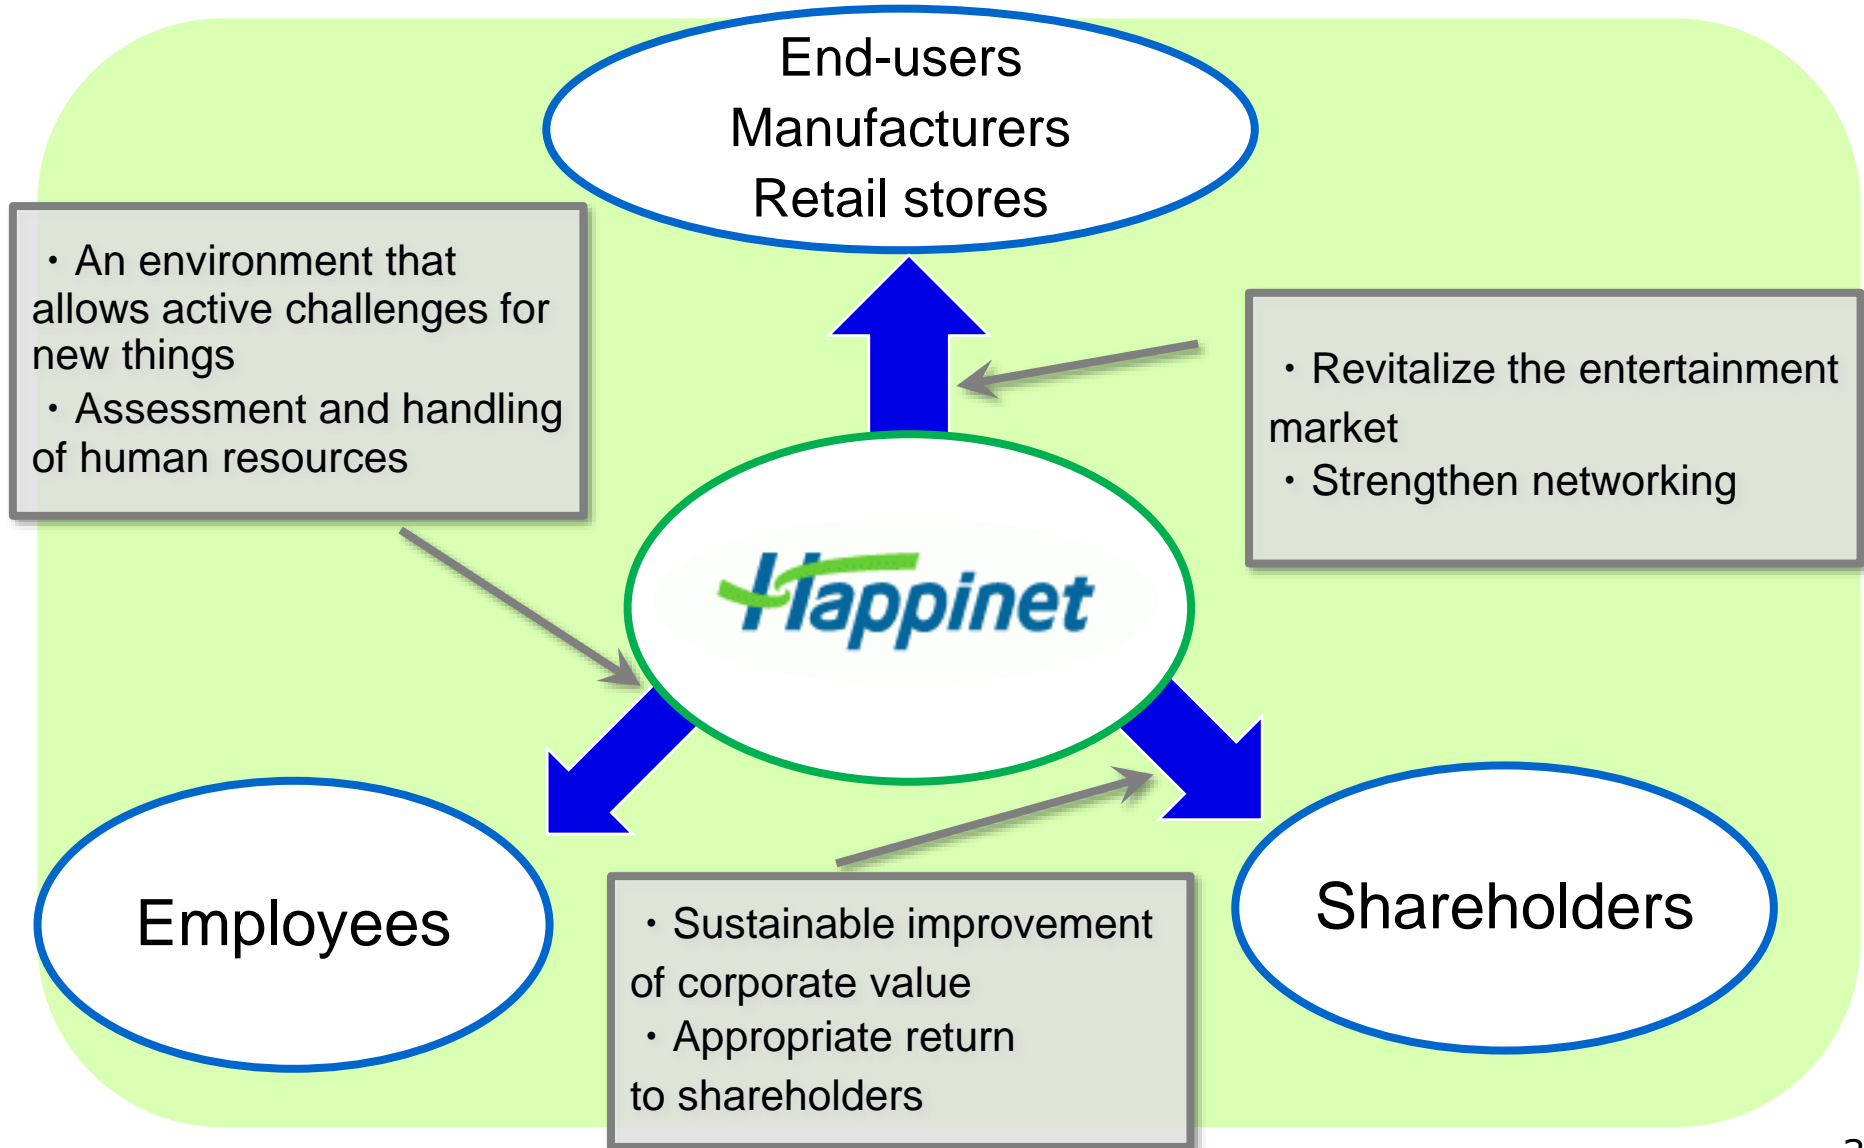 End-users
Manufacturers
Retail stores
・An environment that
allows active challenges for
new things
・Assessment and handling
of human resources
・Revitalize the entertainment
market
・Strengthen networking
Happinet
Employees
Shareholders
・Sustainable improvement
of corporate value
・Appropriate return
to shareholders